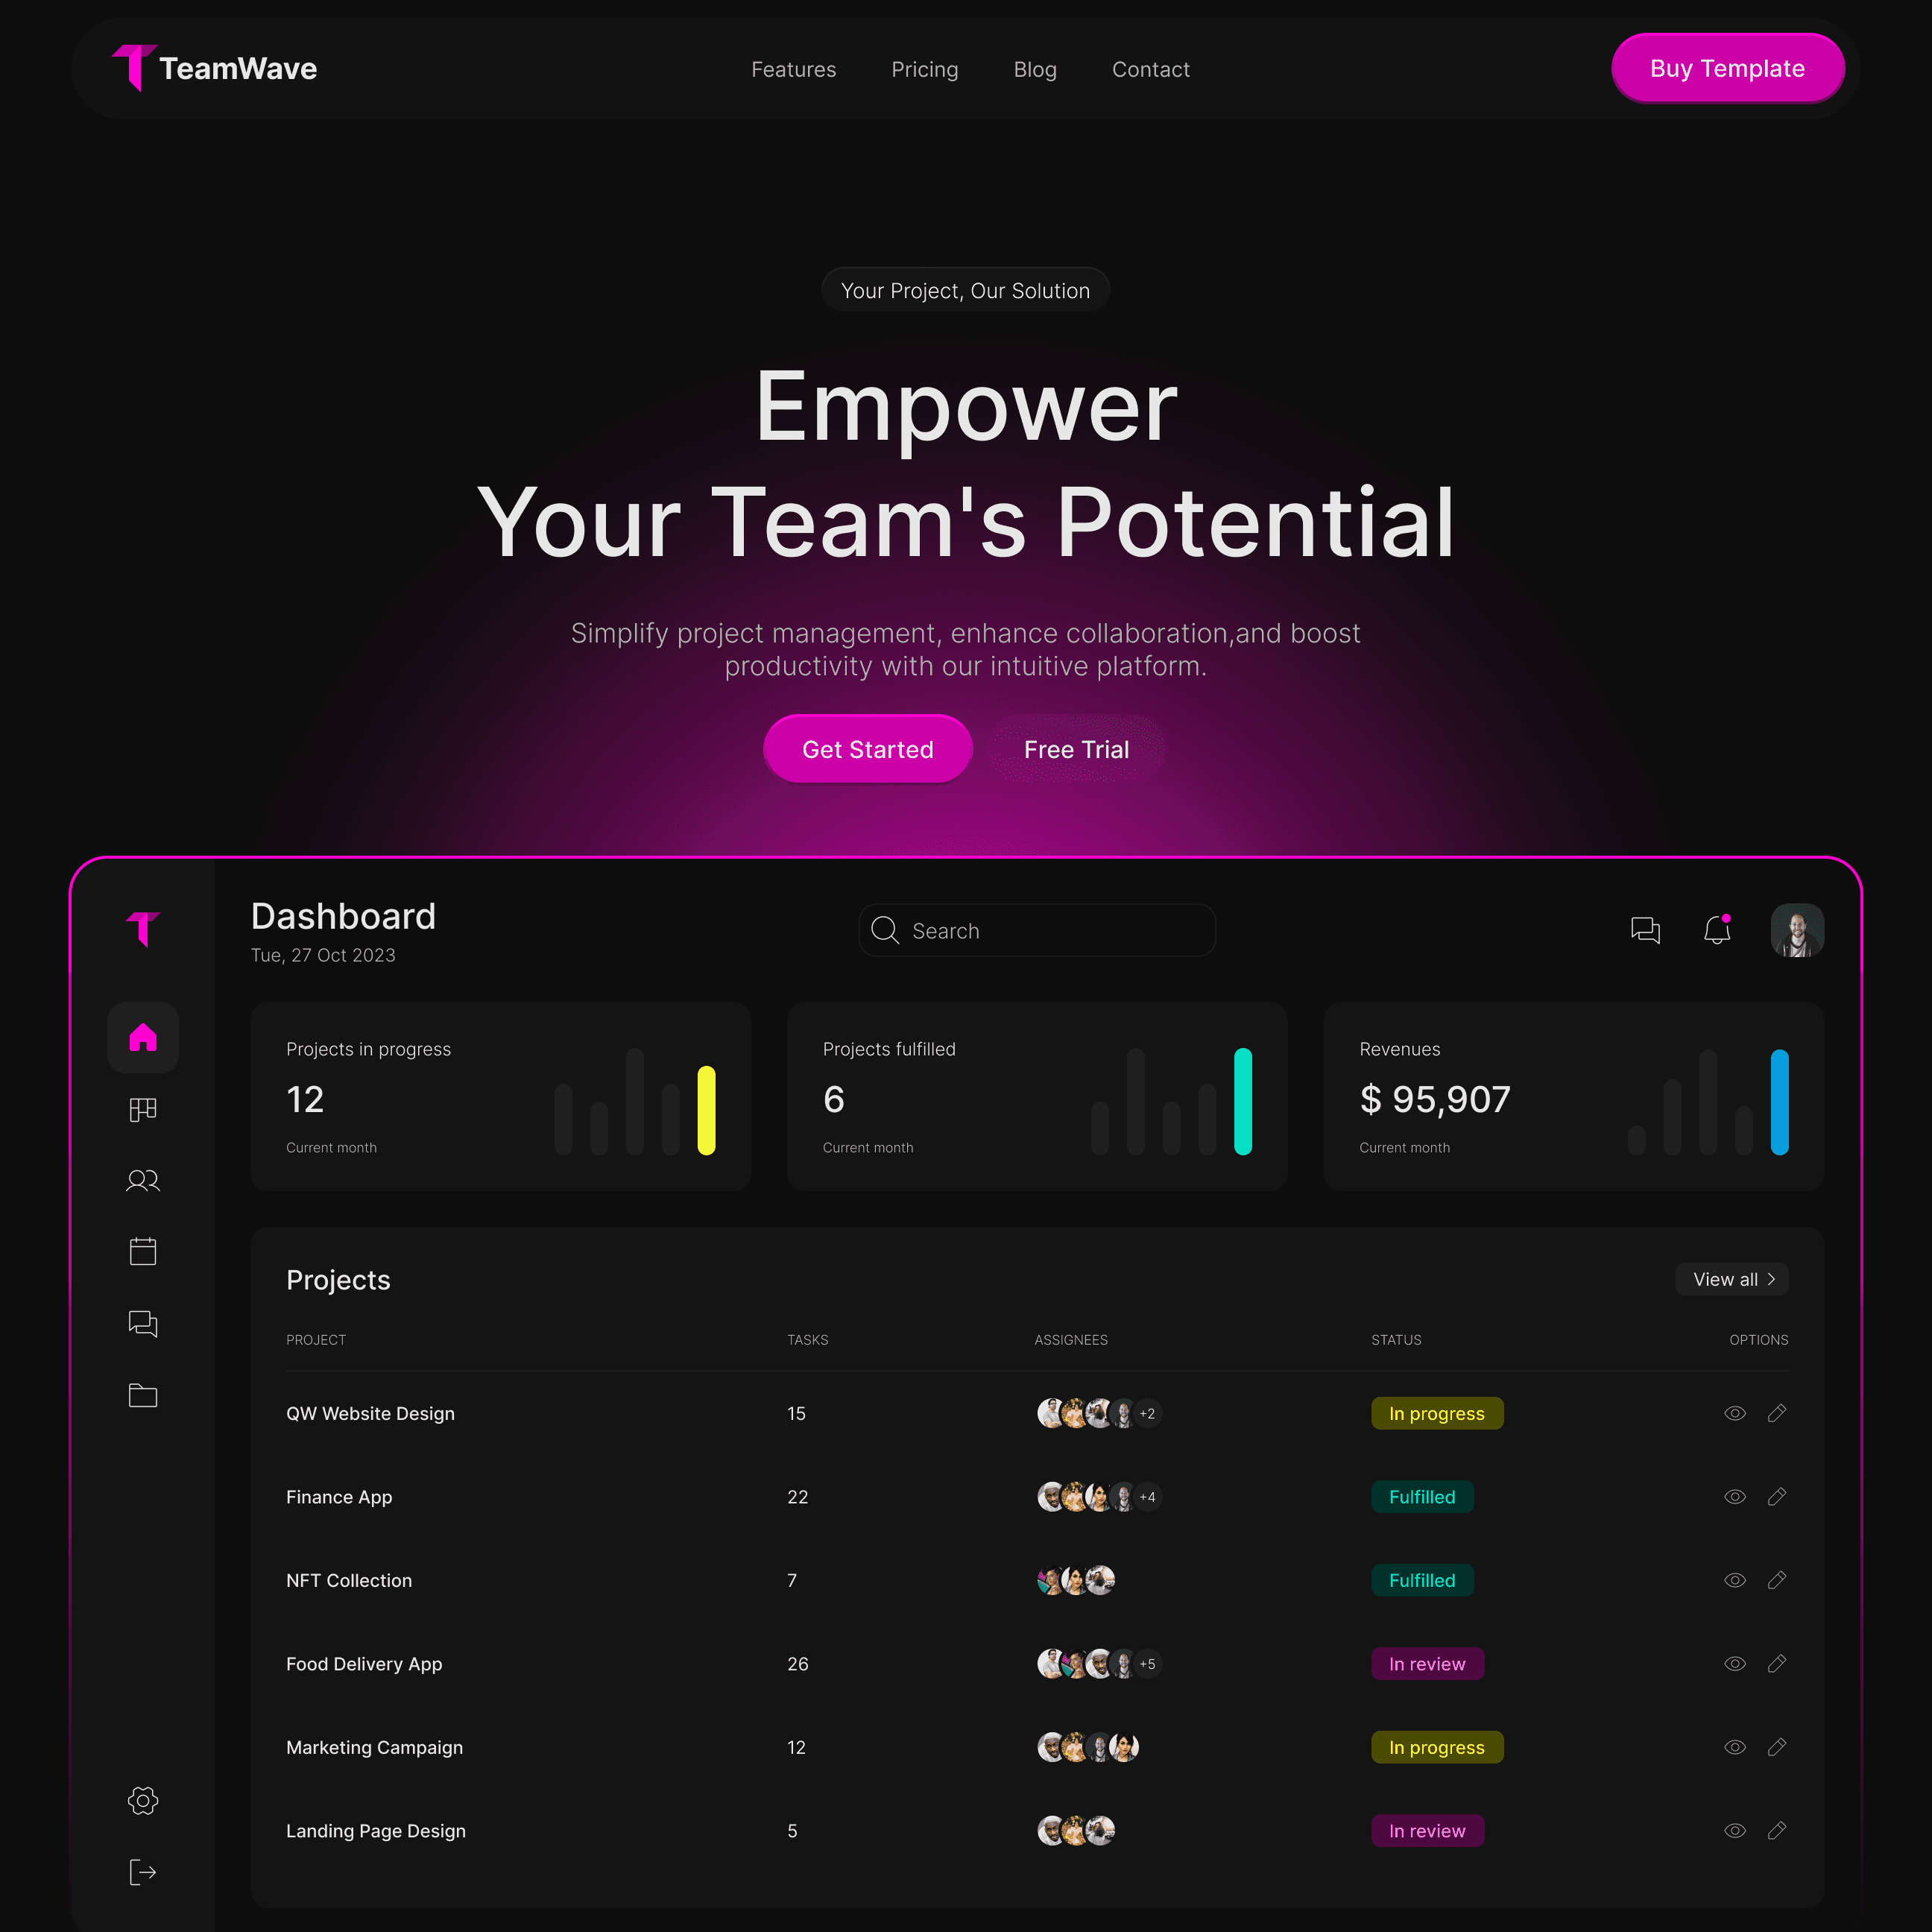 TeamWave
Features
Pricing
Blog
Contact
Buy Template
Your Project, Our Solution
Empower
Your Team's Potential
Simplify project management, enhance collaboration,and boost
productivity with our intuitive platform.
Get Started
Free Trial
Dashboard
Tue, 27 Oct 2023
Search
Projects in progress
12
Current month
Projects fulfilled
6
Current month
Revenues
$ 95,907
Current month
Projects
View all
PROJECT TASKS ASSIGNEES STATUS OPTIONS
QW Website Design 15 +2 In progress
Finance App 22 +4 Fulfilled
NFT Collection 7 Fulfilled
Food Delivery App 26 +5 In review
Marketing Campaign 12 In progress
Landing Page Design 5 In review